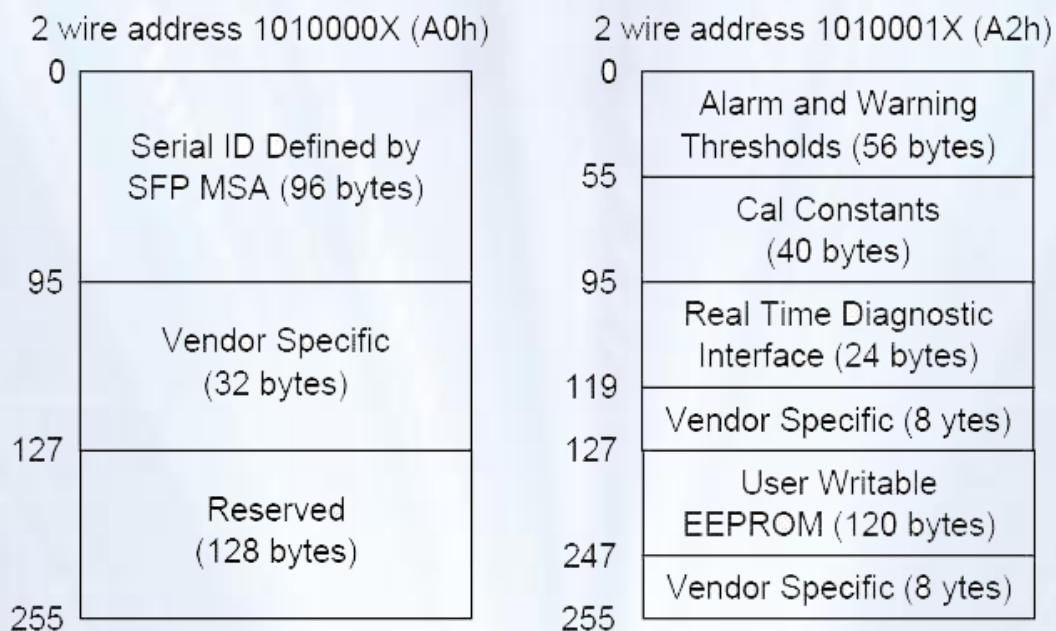 2 wire address 1010000X (A0h)
0
Serial ID Defined by
SFP MSA (96 bytes)
95
Vendor Specific
(32 bytes)
127
Reserved
(128 bytes)
255
2 wire address 1010001X (A2h)
0
Alarm and Warning
Thresholds (56 bytes)
55
Cal Constants
(40 bytes)
95
Real Time Diagnostic
Interface (24 bytes)
119
Vendor Specific (8 ytes)
127
User Writable
EEPROM (120 bytes)
247
Vendor Specific (8 ytes)
255